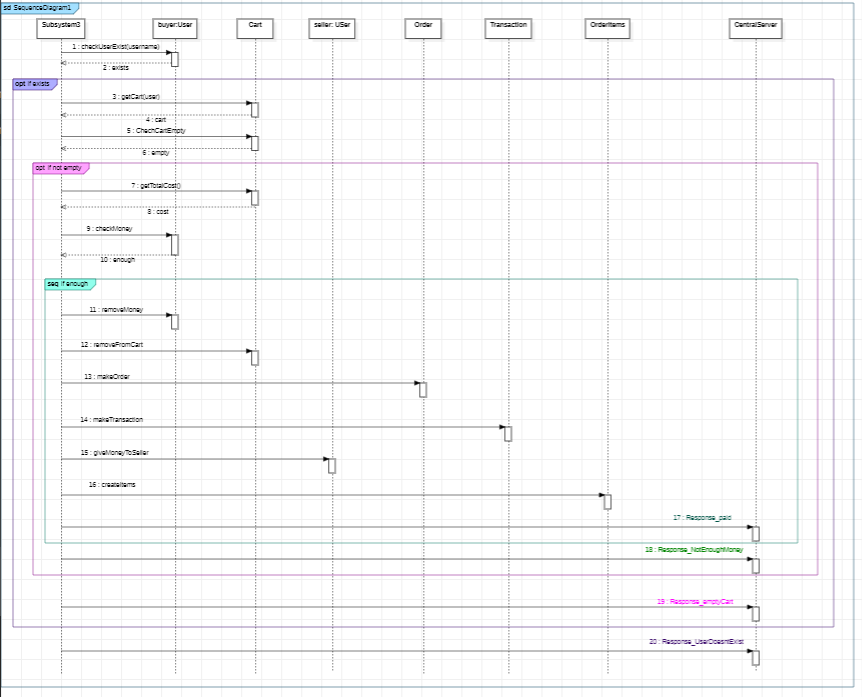 sd SequenceDiagram1
Subsystem3
buyer:User
Cart
seller: USer
Order
Transaction
OrderItems
CentralServer
1 : checkUserExist(username)
2 : exists
opt if exists
3 : getCart(user)
4 : cart
5 : ChechCartEmpty
6 : empty
opt if not empty
7 : getTotalCost()
8 : cost
9 : checkMoney
10 : enough
seq if enough
11 : removeMoney
12 : removeFromCart
13 : makeOrder
14 : makeTransaction
15 : giveMoneyToSeller
16 : createItems
17 : Response_paid
18 : Response_NotEnoughMoney
19 : Response_emptyCart
20 : Response_UserDoesntExist